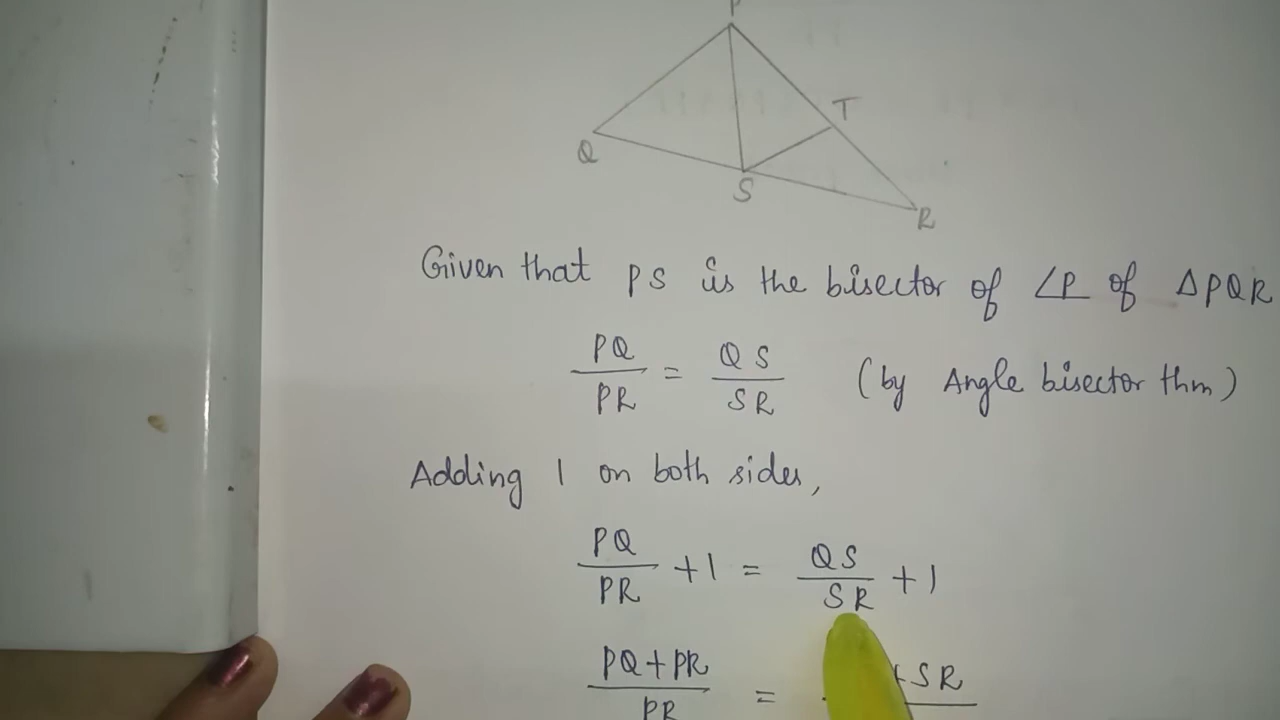 P
T
Q
S
R
Given that PS is the bisector of ∠P of ΔPQR
PQ/PR = QS/SR (by Angle bisector thm)
Adding 1 on both sides,
PQ/PR + 1 = QS/SR + 1
PQ+PR/PR = +SR